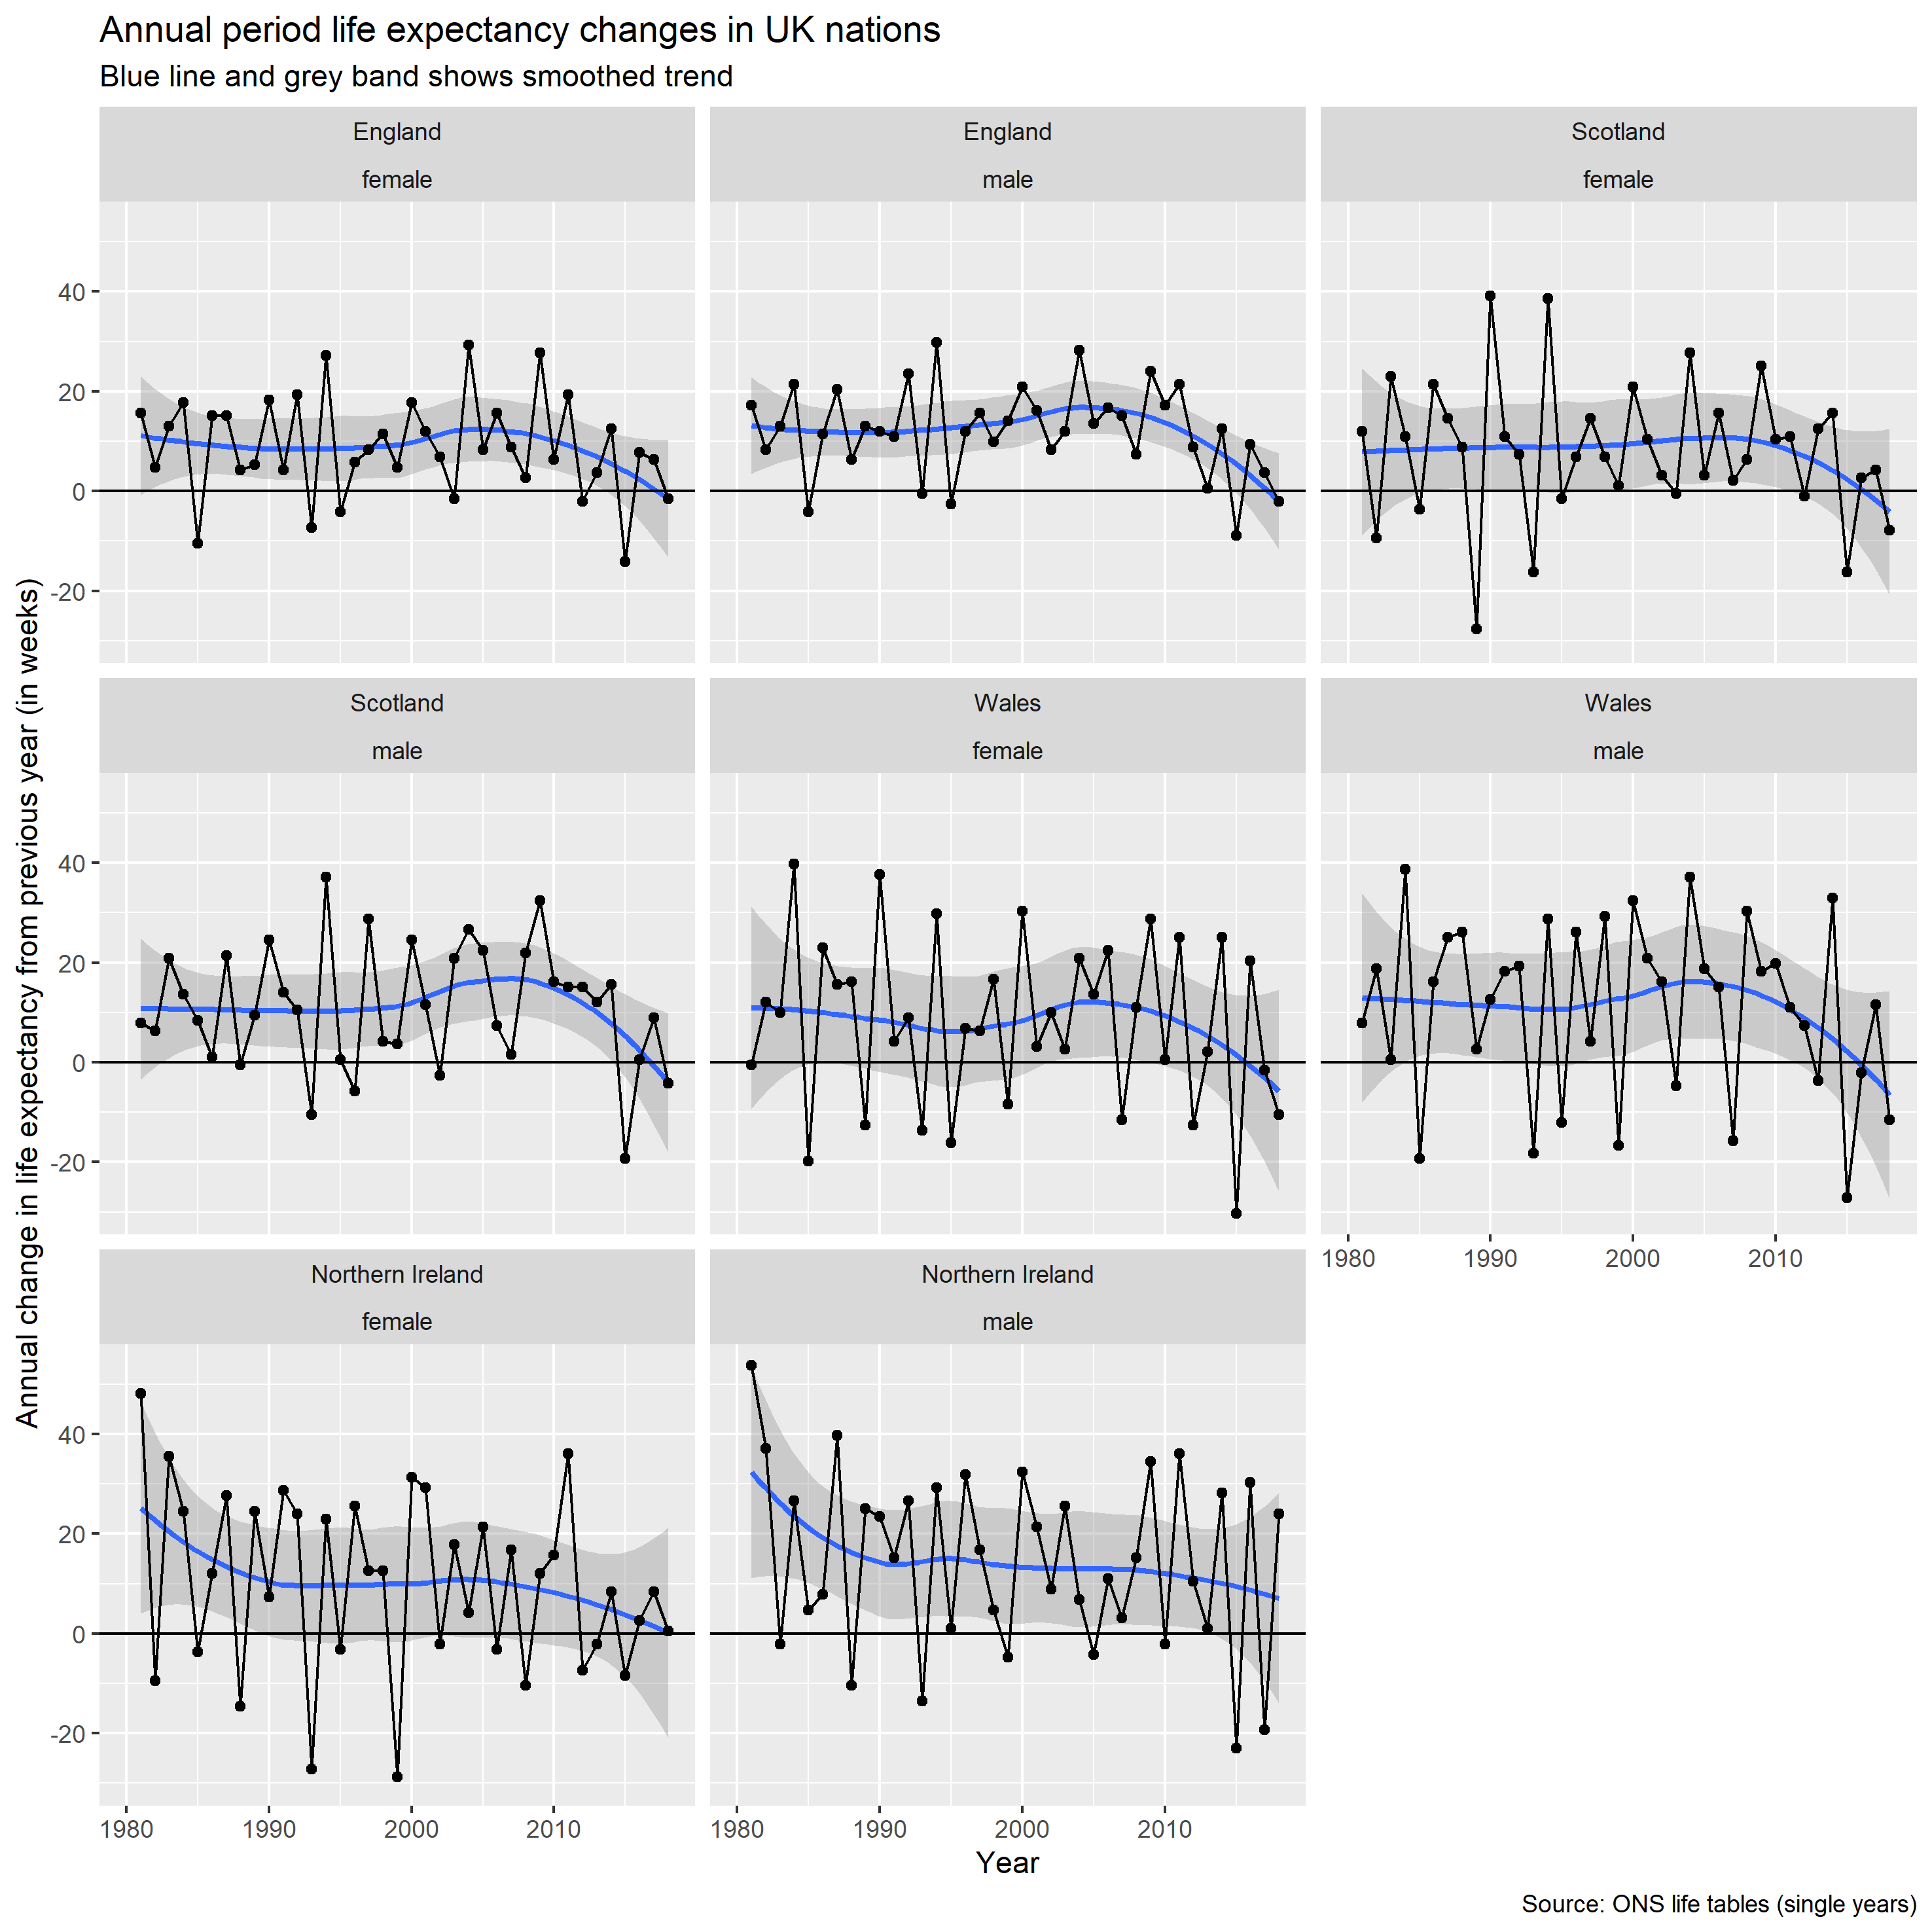 Annual period life expectancy changes in UK nations
Blue line and grey band shows smoothed trend
England
female
England
male
Scotland
female
40
20
0
-20
Scotland
male
Wales
female
Wales
male
40
20
0
-20
1980
1990
2000
2010
Northern Ireland
female
Northern Ireland
male
40
20
0
-20
1980
1990
2000
2010
1980
1990
2000
2010
Annual change in life expectancy from previous year (in weeks)
Year
Source: ONS life tables (single years)